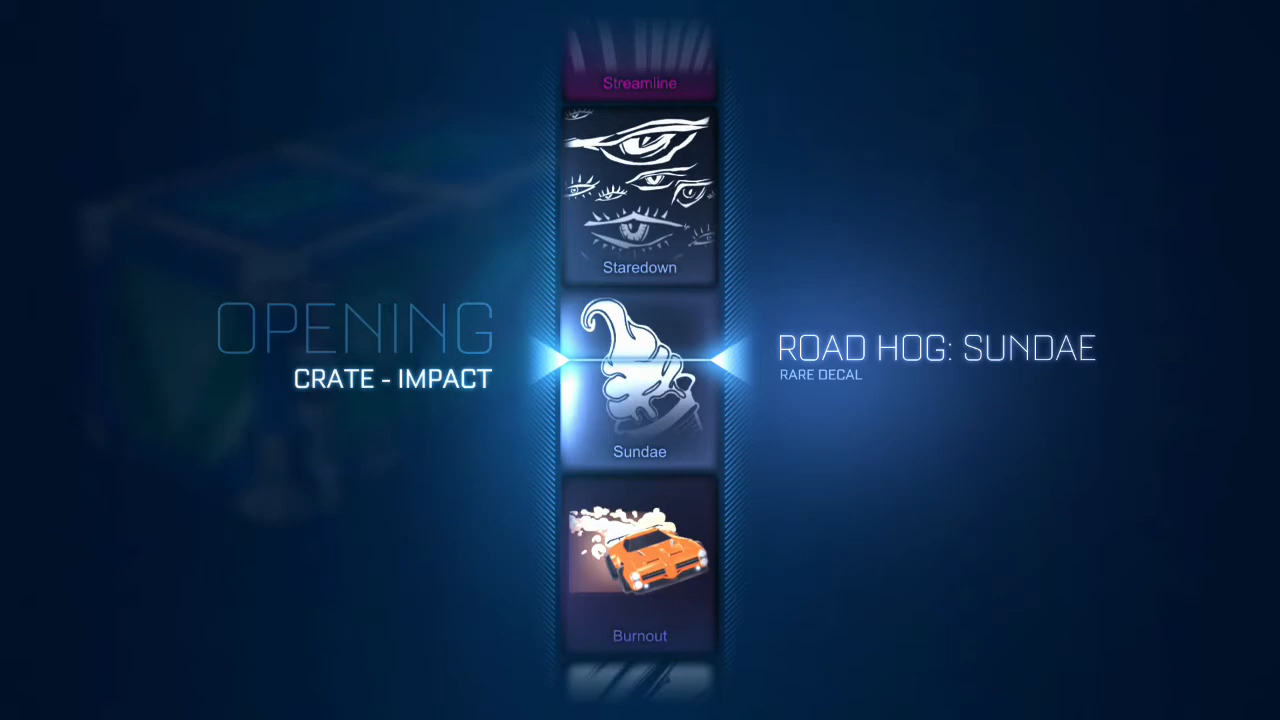 Streamline
Staredown
OPENING
CRATE - IMPACT
ROAD HOG: SUNDAE
RARE DECAL
Sundae
Burnout